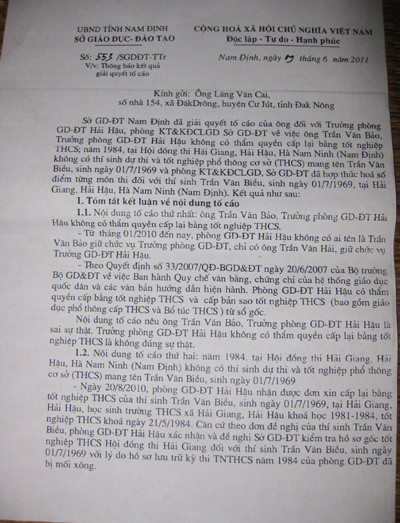 UBND TỈNH NAM ĐỊNH
SỞ GIÁO DỤC- ĐÀO TẠO
CỘNG HOÀ XÃ HỘI CHỦ NGHĨA VIỆT NAM
Độc lập - Tự do - Hạnh phúc
Số: 553 /SGDĐT-TTr
V/v: Thông báo kết quả
giải quyết tố cáo
Nam Định, ngày tháng 6 năm 2011
Kính gửi: Ông Lăng Văn Cai,
số nhà 154, xã ĐăkDrông, huyện Cư Jút, tỉnh Đak Nông
Sở GD-ĐT Nam Định đã giải quyết tố cáo của ông đối với Trưởng phòng
GD-ĐT Hải Hậu, phòng KT&KĐCLGD Sở GD-ĐT về việc ông Trần Văn Bảo,
Trưởng phòng GD-ĐT Hải Hậu không có thẩm quyền cấp lại bằng tốt nghiệp
THCS; năm 1984, tại Hội đồng thi Hải Giang, Hải Hậu, Hà Nam Ninh (Nam Định)
không có thí sinh dự thi và tốt nghiệp phổ thông cơ sở (THCS) mang tên Trần Văn
Biểu, sinh ngày 01/7/1969 và phòng KT&KĐCLGD, Sở GD-ĐT đã hợp thức hoá số
điểm từng môn thi đối với thí sinh Trần Văn Biểu, sinh ngày 01/7/1969, tại Hải
Giang, Hải Hậu, Hà Nam Ninh (Nam Định). Kết quả như sau:
1. Tóm tắt kết luận về nội dung tố cáo
1.1. Nội dung tố cáo thứ nhất: ông Trần Văn Bảo, Trưởng phòng GD-ĐT Hải
Hậu không có thẩm quyền cấp lại bằng tốt nghiệp THCS.
- Từ tháng 01/2010 đến nay, phòng GD-ĐT Hải Hậu không có ai tên là Trần
Văn Bảo giữ chức vụ Trưởng phòng GD-ĐT, chỉ có ông Trần Văn Hải, giữ chức vụ
Trưởng GD-ĐT Hải Hậu.
- Theo Quyết định số 33/2007/QĐ-BGD&ĐT ngày 20/6/2007 của Bộ trưởng
Bộ GD&ĐT về việc Ban hành Quy chế văn bằng, chứng chỉ của hệ thống giáo dục
quốc dân và các văn bản hướng dẫn hiện hành. Phòng GD-ĐT Hải Hậu có thẩm
quyền cấp bằng tốt nghiệp THCS và cấp bản sao tốt nghiệp THCS (bao gồm giáo
dục phổ thông cấp THCS và Bổ túc THCS ) từ sổ gốc.
Nội dung tố cáo nêu ông Trần Văn Bảo, Trưởng phòng GD-ĐT Hải Hậu là
sai sự thật. Trưởng phòng GD-ĐT Hải Hậu không có thẩm quyền cấp lại bằng tốt
nghiệp THCS là không đúng sự thật.
1.2. Nội dung tố cáo thứ hai: năm 1984, tại Hội đồng thi Hải Giang, Hải
Hậu, Hà Nam Ninh (Nam Định) không có thí sinh dự thi và tốt nghiệp phổ thông
cơ sở (THCS) mang tên Trần Văn Biểu, sinh ngày 01/7/1969
- Ngày 20/8/2010, phòng GD-ĐT Hải Hậu nhận được đơn xin cấp lại bằng
tốt nghiệp THCS của thí sinh Trần Văn Biểu, sinh ngày 01/7/1969, tại Hải Giang,
Hải Hậu, học sinh trường THCS xã Hải Giang, Hải Hậu khoá học 1981-1984, tốt
nghiệp THCS khoá ngày 21/5/1984. Căn cứ theo đơn đề nghị của thí sinh Trần Văn
Biểu, phòng GD-ĐT Hải Hậu xác nhận và đề nghị Sở GD-ĐT kiểm tra hồ sơ gốc tốt
nghiệp THCS Hội đồng thi Hải Giang đối với thí sinh Trần Văn Biểu, sinh ngày
01/7/1969 với lý do hồ sơ lưu trữ kỳ thi TNTHCS năm 1984 của phòng GD-ĐT đã
bị mối xông.